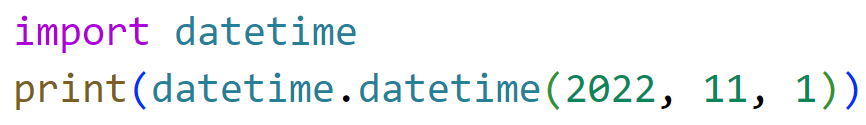 import datetime
print(datetime.datetime(2022, 11, 1))